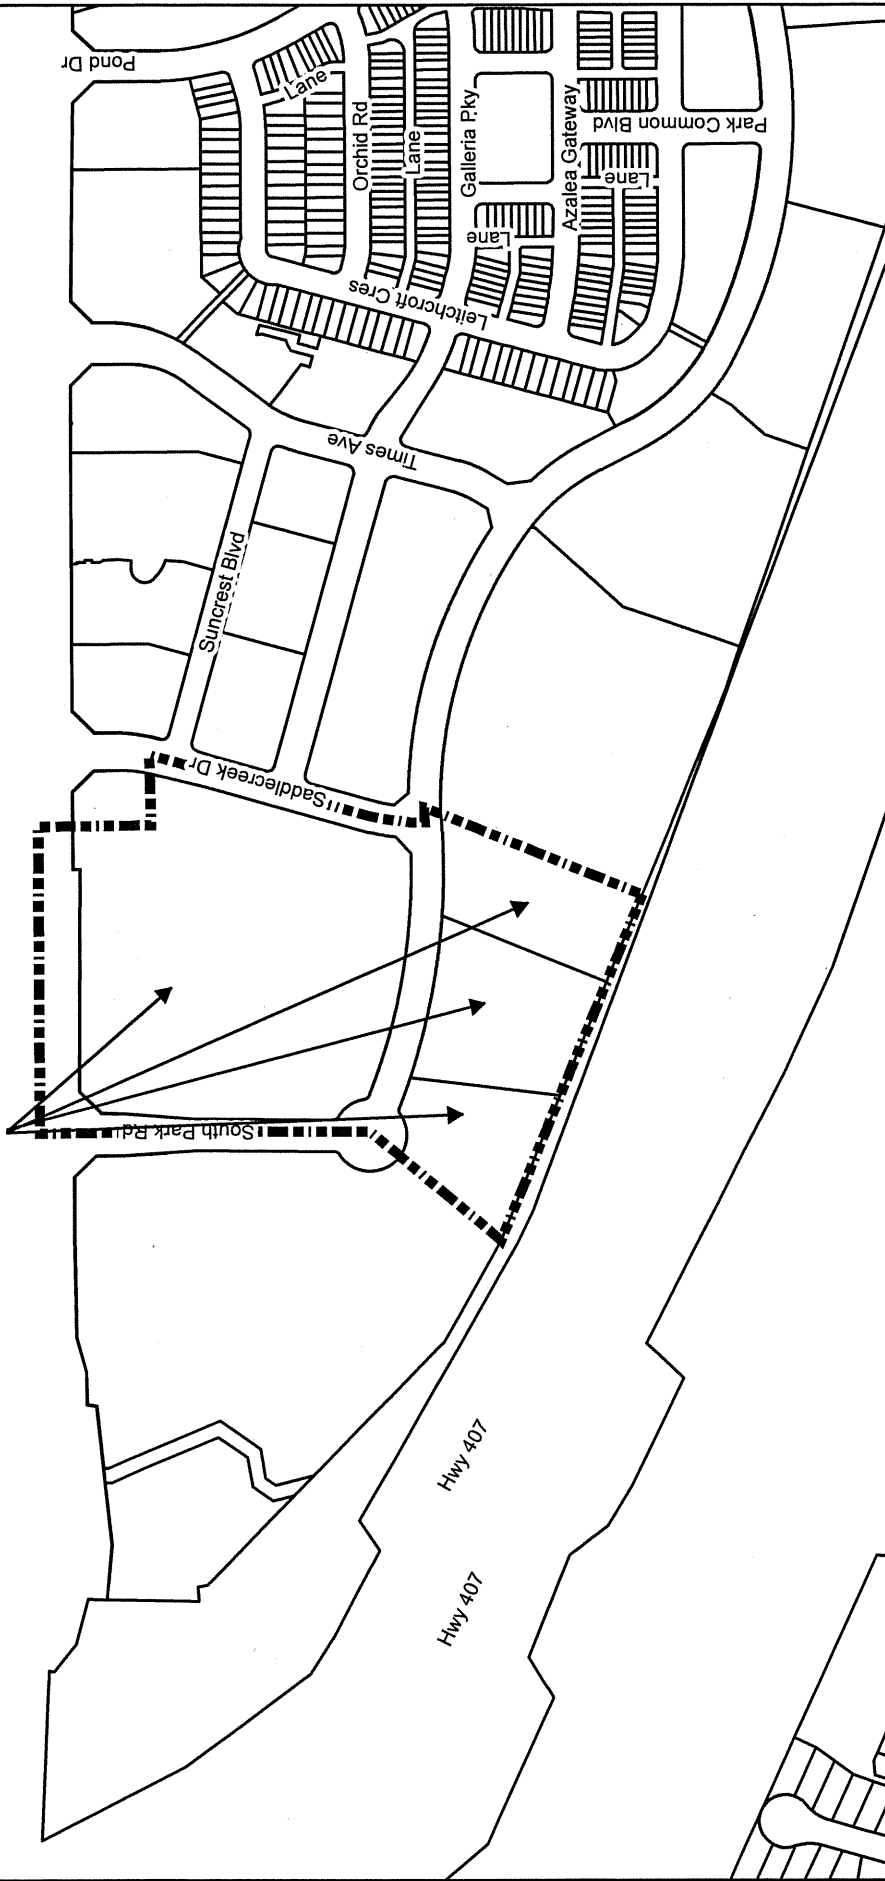 Pond Dr
Lane
Orchid Rd
Lane
Galleria Pky
Azalea Gateway
Park Common Blvd
Lane
Lane
Leitchcroft Cres
Times Ave
Suncrest Blvd
Saddlecreek Dr
South Park Rd
Hwy 407
Hwy 407